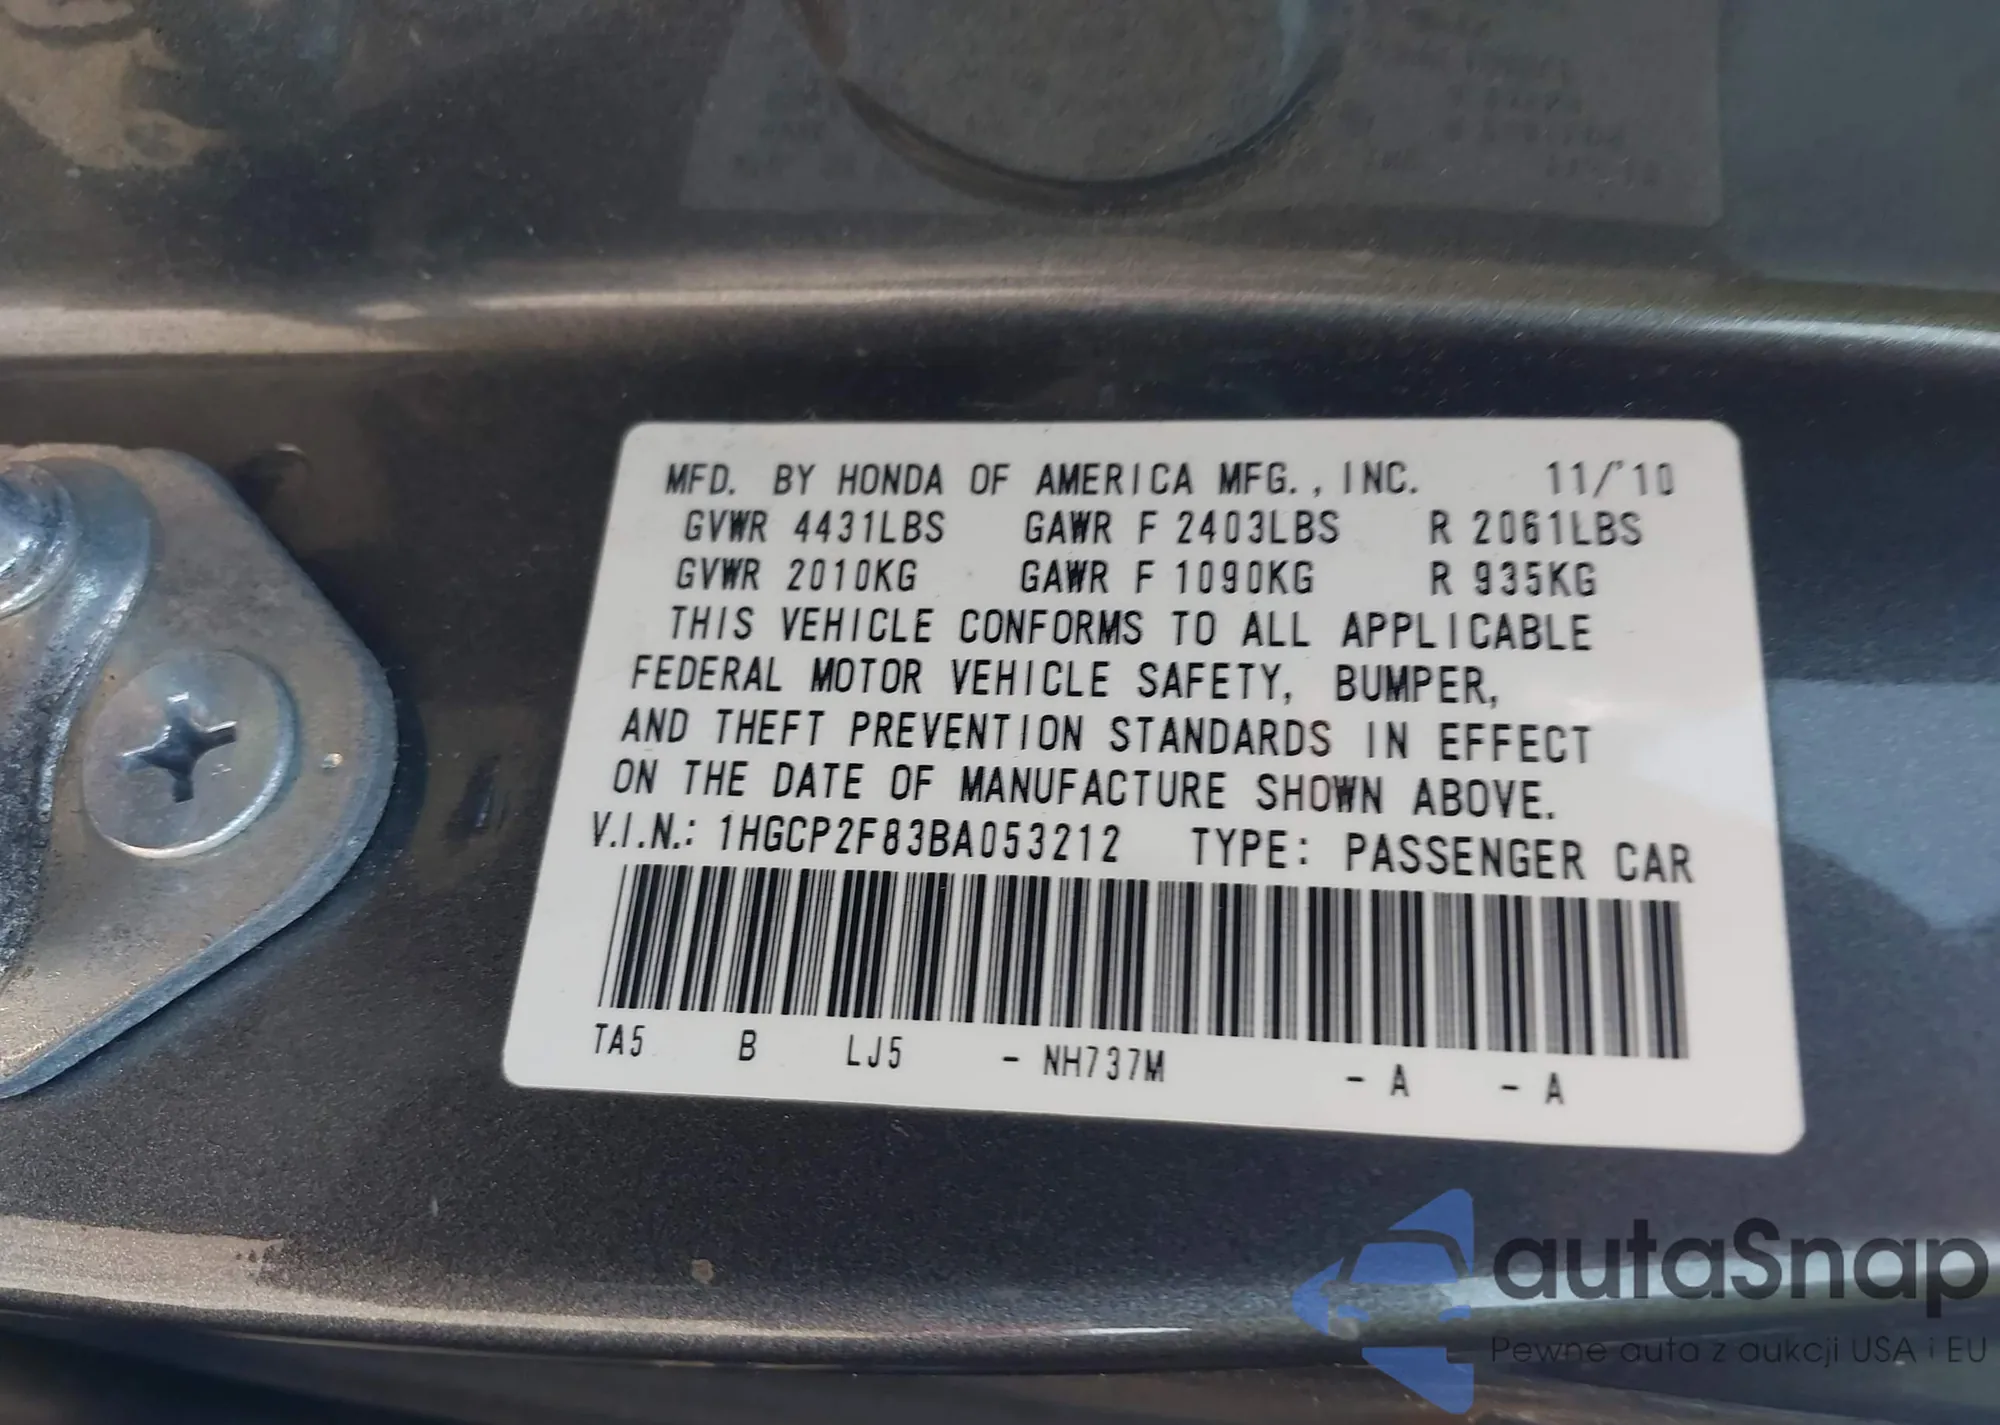 MFD. BY HONDA OF AMERICA MFG., INC. 11/'10
GVWR 4431LBS GAWR F 2403LBS R 2061LBS
GVWR 2010KG GAWR F 1090KG R 935KG
THIS VEHICLE CONFORMS TO ALL APPLICABLE
FEDERAL MOTOR VEHICLE SAFETY, BUMPER,
AND THEFT PREVENTION STANDARDS IN EFFECT
ON THE DATE OF MANUFACTURE SHOWN ABOVE.
V.I.N.: 1HGCP2F83BA053212 TYPE: PASSENGER CAR
TA5 B LJ5 - NH737M - A - A
autaSnap
Pewne auta z aukcji USA i EU